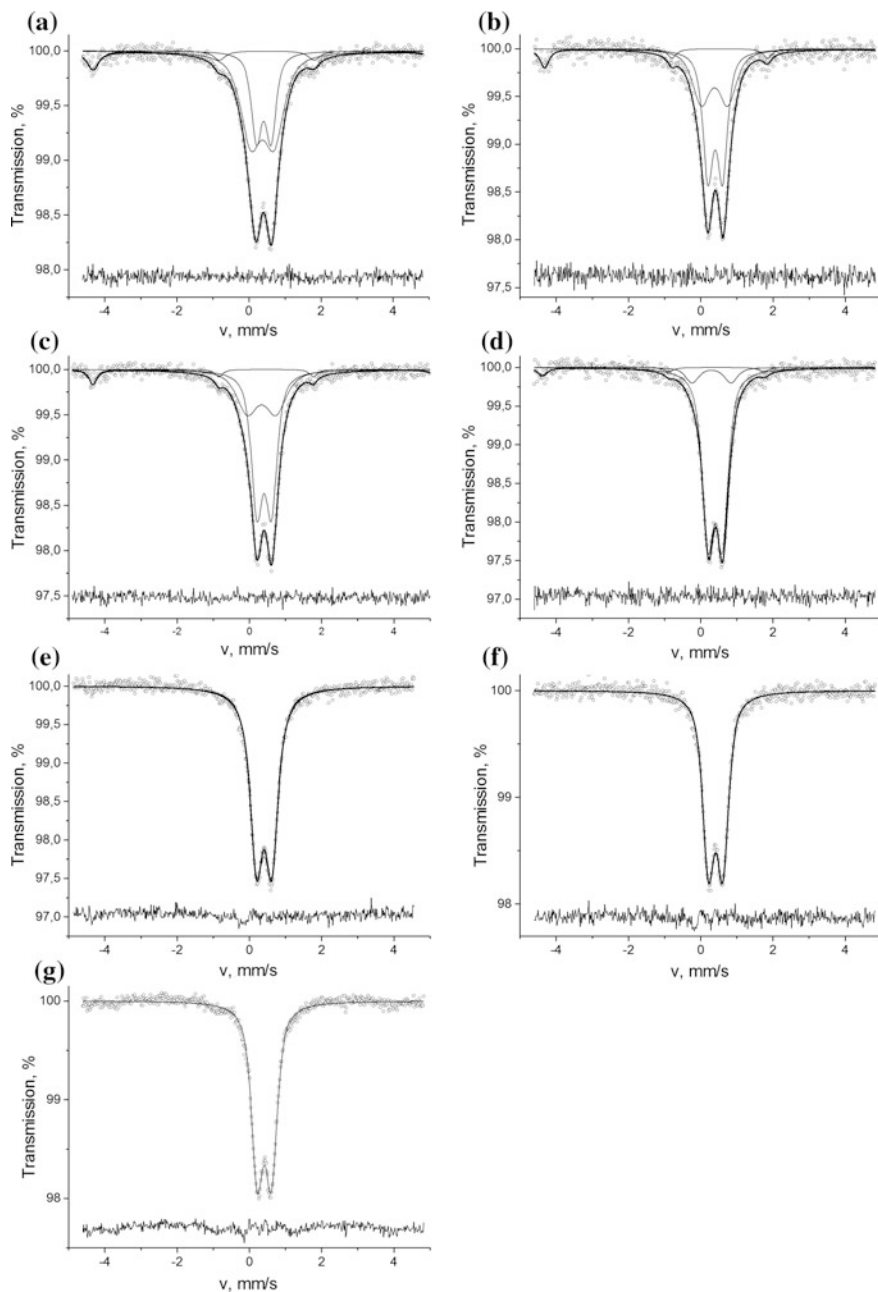 (a)
Transmission, %
100,0
99,5
99,0
98,5
98,0
-4 -2 0 2 4
v, mm/s
(b)
Transmission, %
100,0
99,5
99,0
98,5
98,0
97,5
-4 -2 0 2 4
v, mm/s
(c)
Transmission, %
100,0
99,5
99,0
98,5
98,0
97,5
-4 -2 0 2 4
v, mm/s
(d)
Transmission, %
100,0
99,5
99,0
98,5
98,0
97,5
97,0
-4 -2 0 2 4
v, mm/s
(e)
Transmission, %
100,0
99,5
99,0
98,5
98,0
97,5
97,0
-4 -2 0 2 4
v, mm/s
(f)
Transmission, %
100
99
98
-4 -2 0 2 4
v, mm/s
(g)
Transmission, %
100
99
98
-4 -2 0 2 4
v, mm/s